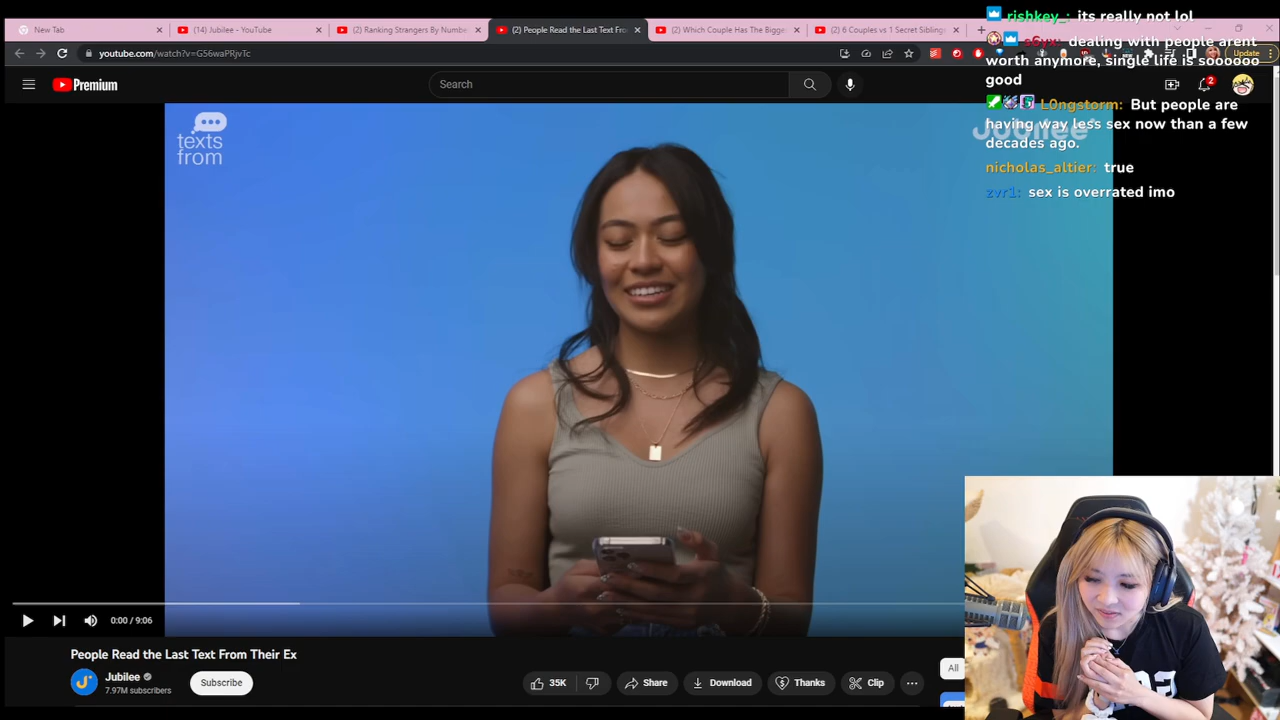 New Tab
(14) Jubilee - YouTube
(2) Ranking Strangers By Numbe
(2) People Read the Last Text Fro
(2) Which Couple Has The Bigge
(2) 6 Couples vs 1 Secret Sibling
youtube.com/watch?v=G56waPRjvTc
Update
Premium
Search
2
texts
from
Jubilee
rishkey_: its really not lol
s6yx: dealing with people arent
worth anymore, single life is soooooo
good
L0ngstorm: But people are
having way less sex now than a few
decades ago.
nicholas_altier: true
zvr1: sex is overrated imo
0:00 / 9:06
People Read the Last Text From Their Ex
Jubilee
7.97M subscribers
Subscribe
35K
Share
Download
Thanks
Clip
All